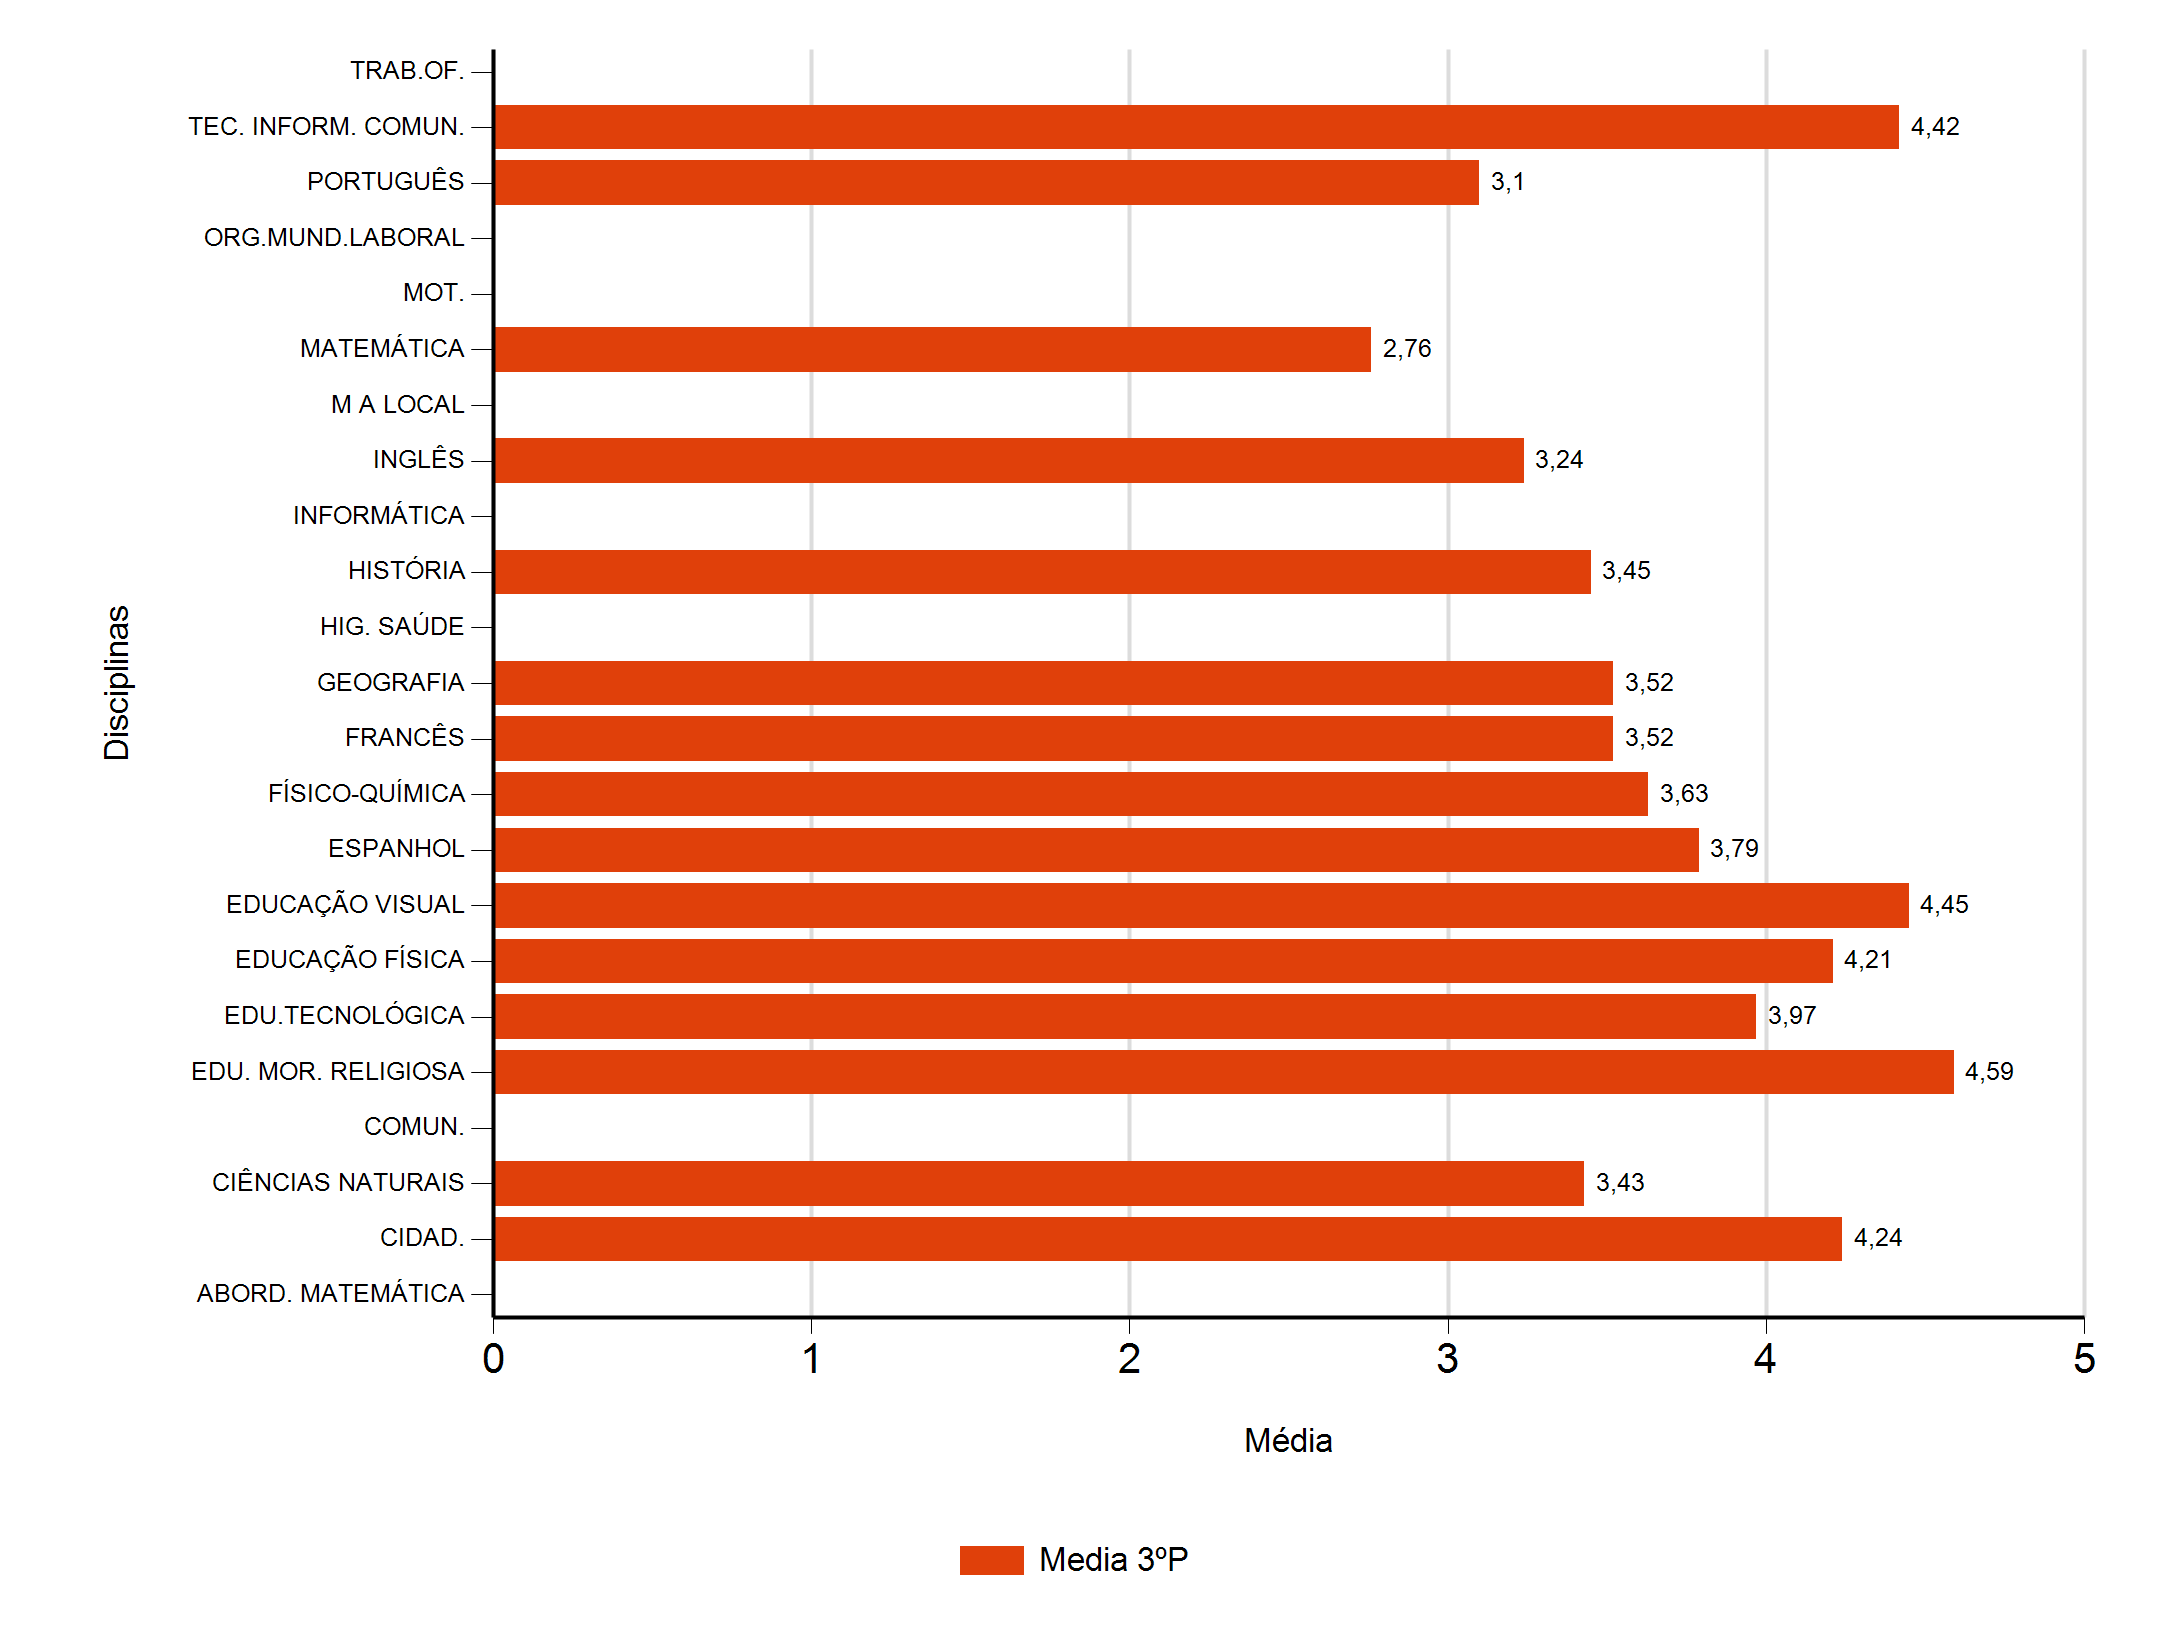 TRAB.OF.
TEC. INFORM. COMUN. 4,42
PORTUGUÊS 3,1
ORG.MUND.LABORAL
MOT.
MATEMÁTICA 2,76
M A LOCAL
INGLÊS 3,24
INFORMÁTICA
HISTÓRIA 3,45
HIG. SAÚDE
GEOGRAFIA 3,52
FRANCÊS 3,52
FÍSICO-QUÍMICA 3,63
ESPANHOL 3,79
EDUCAÇÃO VISUAL 4,45
EDUCAÇÃO FÍSICA 4,21
EDU.TECNOLÓGICA 3,97
EDU. MOR. RELIGIOSA 4,59
COMUN.
CIÊNCIAS NATURAIS 3,43
CIDAD. 4,24
ABORD. MATEMÁTICA
Disciplinas
0 1 2 3 4 5
Média
Media 3ºP